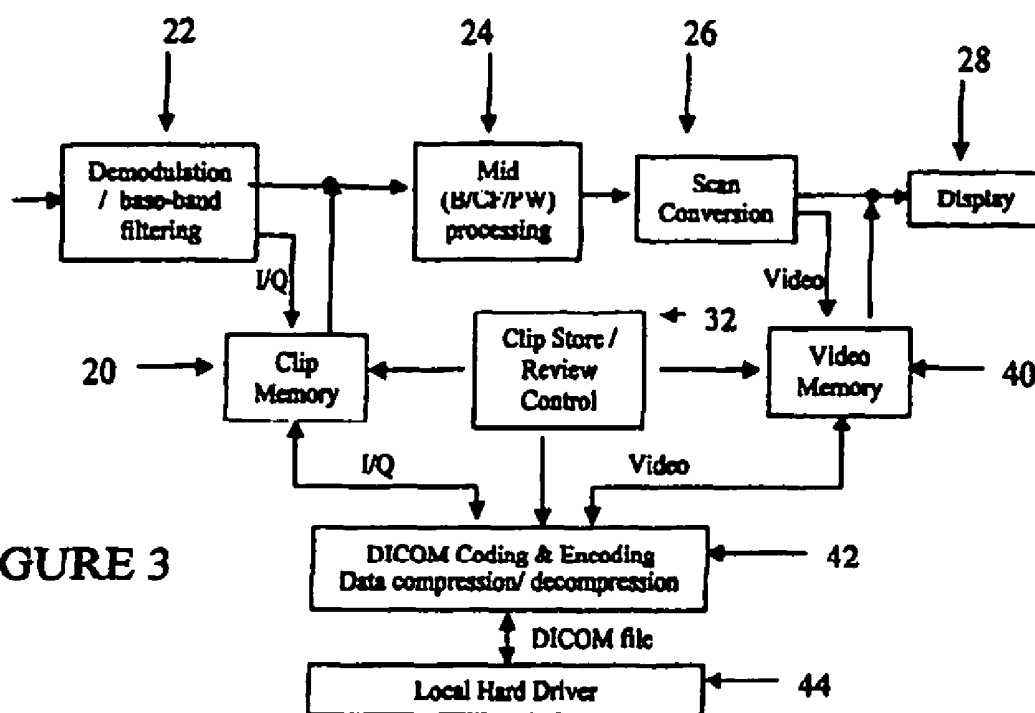 22
24
26
28
Demodulation
/ base-band
filtering
Mid
(B/CF/PW)
processing
Scan
Conversion
Display
I/Q
Video
20
Clip
Memory
Clip Store /
Review
Control
32
Video
Memory
40
I/Q
Video
GURE 3
DICOM Coding & Encoding
Data compression/ decompression
42
DICOM file
Local Hard Driver
44